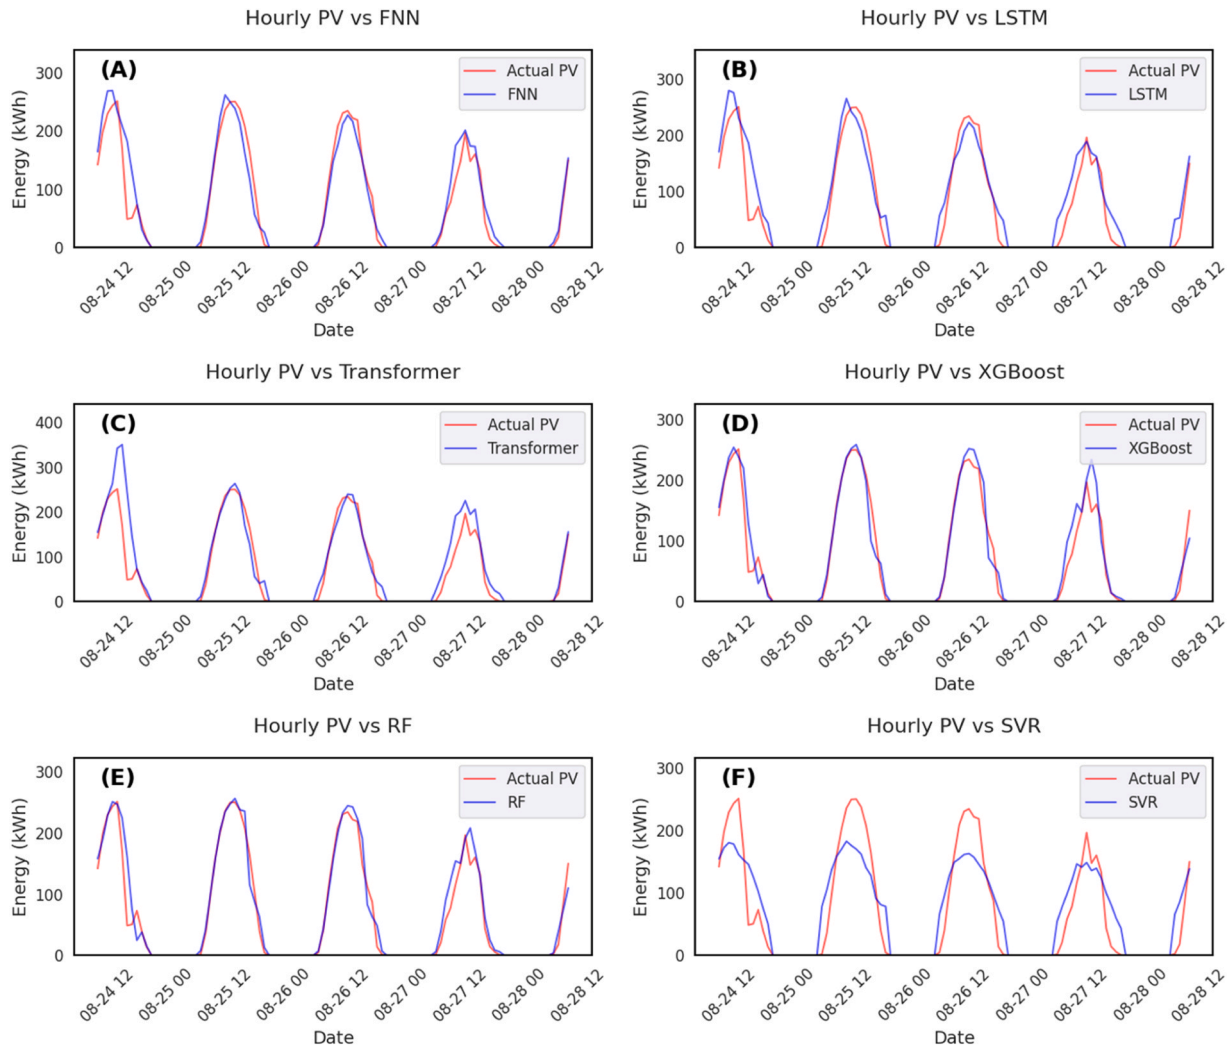 Hourly PV vs FNN
(A)
Actual PV
FNN
Energy (kWh)
300
200
100
0
08-24 12
08-25 00
08-25 12
08-26 00
08-26 12
08-27 00
08-27 12
08-28 00
08-28 12
Date
Hourly PV vs LSTM
(B)
Actual PV
LSTM
Energy (kWh)
300
200
100
0
08-24 12
08-25 00
08-25 12
08-26 00
08-26 12
08-27 00
08-27 12
08-28 00
08-28 12
Date
Hourly PV vs Transformer
(C)
Actual PV
Transformer
Energy (kWh)
400
300
200
100
0
08-24 12
08-25 00
08-25 12
08-26 00
08-26 12
08-27 00
08-27 12
08-28 00
08-28 12
Date
Hourly PV vs XGBoost
(D)
Actual PV
XGBoost
Energy (kWh)
300
200
100
0
08-24 12
08-25 00
08-25 12
08-26 00
08-26 12
08-27 00
08-27 12
08-28 00
08-28 12
Date
Hourly PV vs RF
(E)
Actual PV
RF
Energy (kWh)
300
200
100
0
08-24 12
08-25 00
08-25 12
08-26 00
08-26 12
08-27 00
08-27 12
08-28 00
08-28 12
Date
Hourly PV vs SVR
(F)
Actual PV
SVR
Energy (kWh)
300
200
100
0
08-24 12
08-25 00
08-25 12
08-26 00
08-26 12
08-27 00
08-27 12
08-28 00
08-28 12
Date